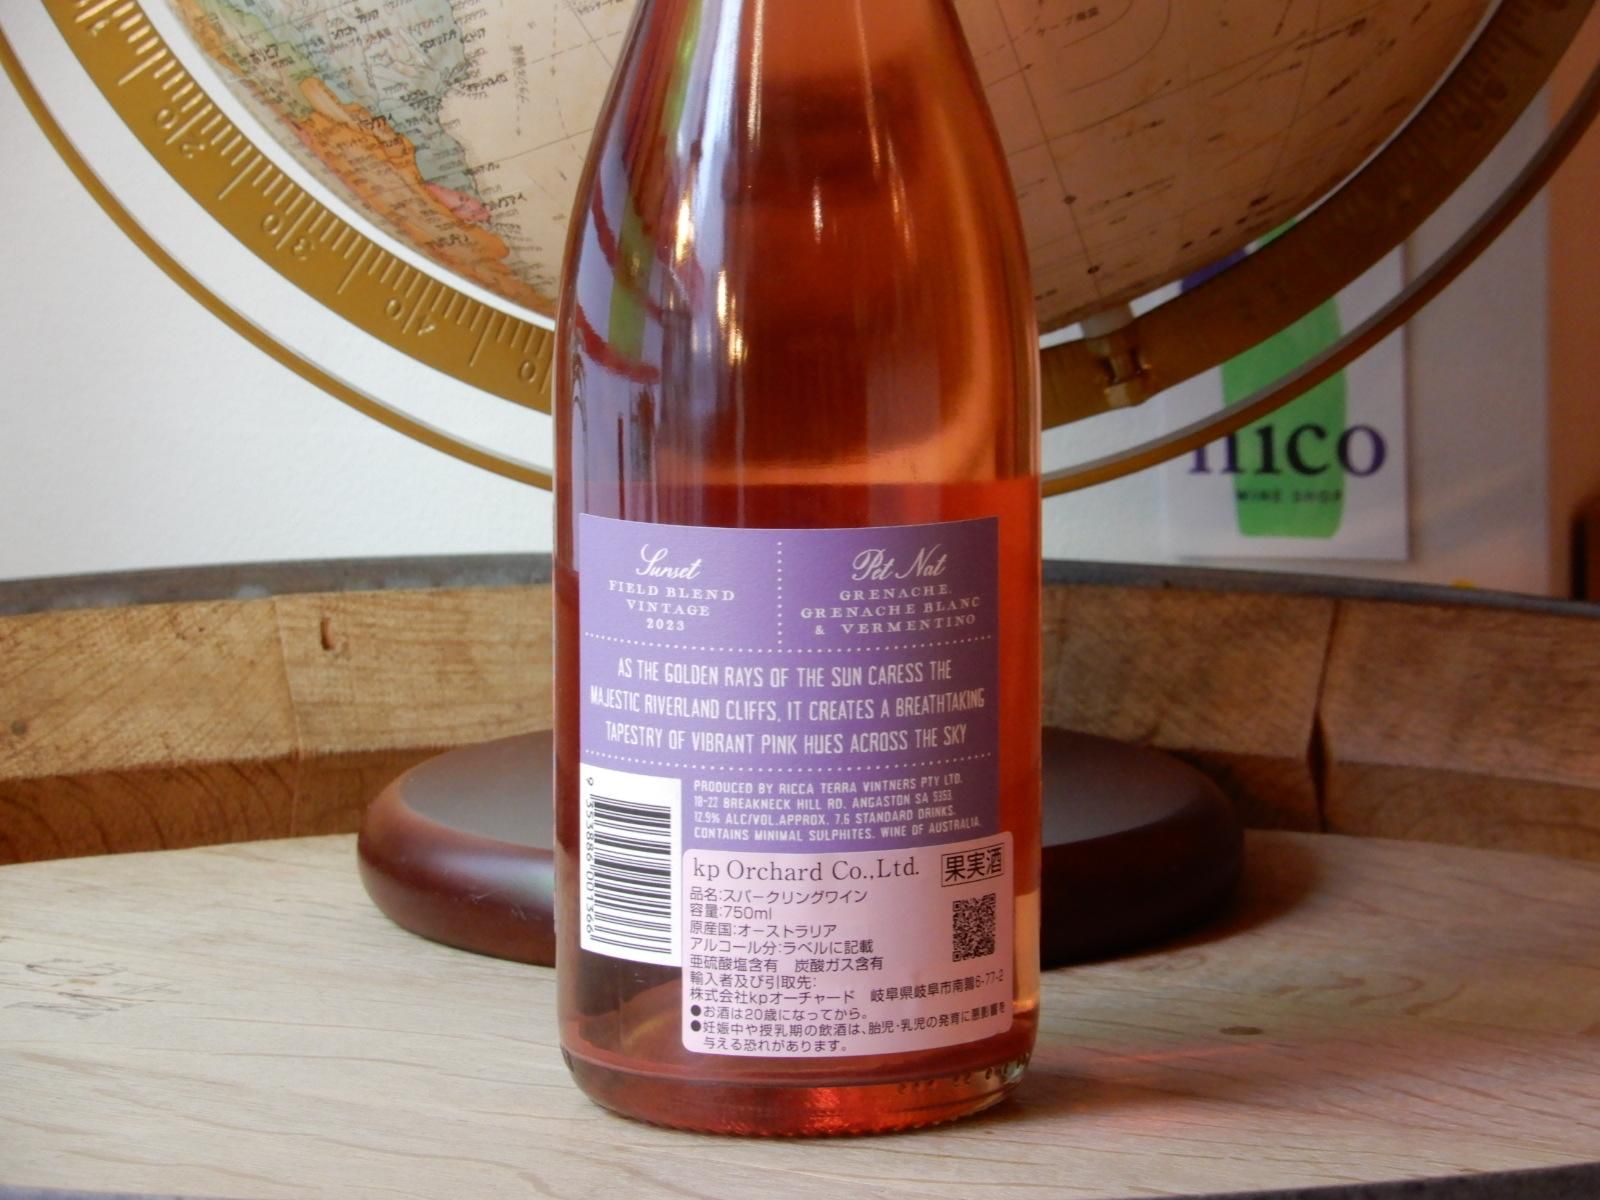 nico
WINE SHOP
Sunset
FIELD BLEND
VINTAGE
2023
Pét Nat
GRENACHE,
GRENACHE BLANC
& VERMENTINO
AS THE GOLDEN RAYS OF THE SUN CARESS THE
MAJESTIC RIVERLAND CLIFFS, IT CREATES A BREATHTAKING
TAPESTRY OF VIBRANT PINK HUES ACROSS THE SKY
PRODUCED BY RICCA TERRA VINTNERS PTY LTD.
18-22 BREAKNECK HILL RD. ANGASTON SA 5353.
12.9% ALC/VOL.APPROX. 7.6 STANDARD DRINKS.
CONTAINS MINIMAL SULPHITES. WINE OF AUSTRALIA.
9 353886 001366
kp Orchard Co.,Ltd.
果実酒
品名:スパークリングワイン
容量:750ml
原産国:オーストラリア
アルコール分:ラベルに記載
亜硫酸塩含有 炭酸ガス含有
輸入者及び引取先:
株式会社kpオーチャード 岐阜県岐阜市南鶉6-77-2
●お酒は20歳になってから。
●妊娠中や授乳期の飲酒は、胎児・乳児の発育に悪影響を
与える恐れがあります。